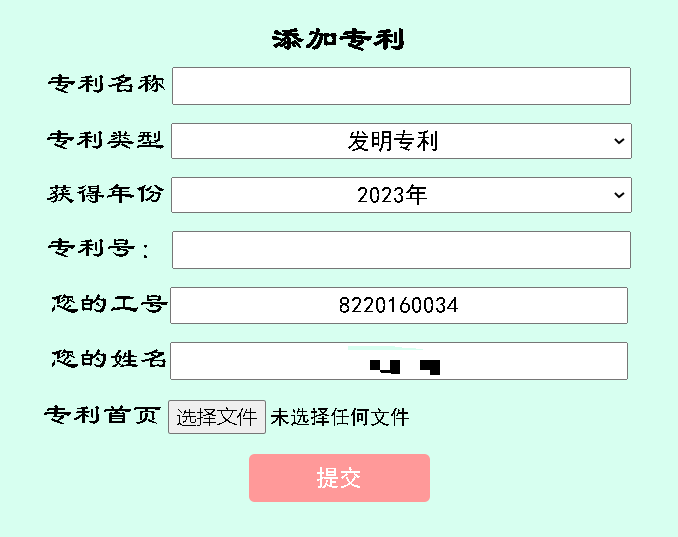 添加专利
专利名称
专利类型 发明专利
获得年份 2023年
专利号：
您的工号 8220160034
您的姓名
专利首页 选择文件 未选择任何文件
提交